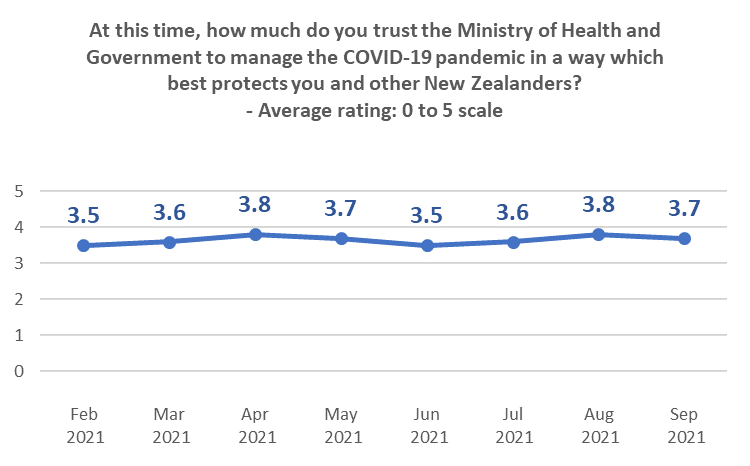 At this time, how much do you trust the Ministry of Health and
Government to manage the COVID-19 pandemic in a way which
best protects you and other New Zealanders?
- Average rating: 0 to 5 scale
5
3.5 3.6 3.8 3.7 3.5 3.6 3.8 3.7
4
3
2
1
0
Feb Mar Apr May Jun Jul Aug Sep
2021 2021 2021 2021 2021 2021 2021 2021